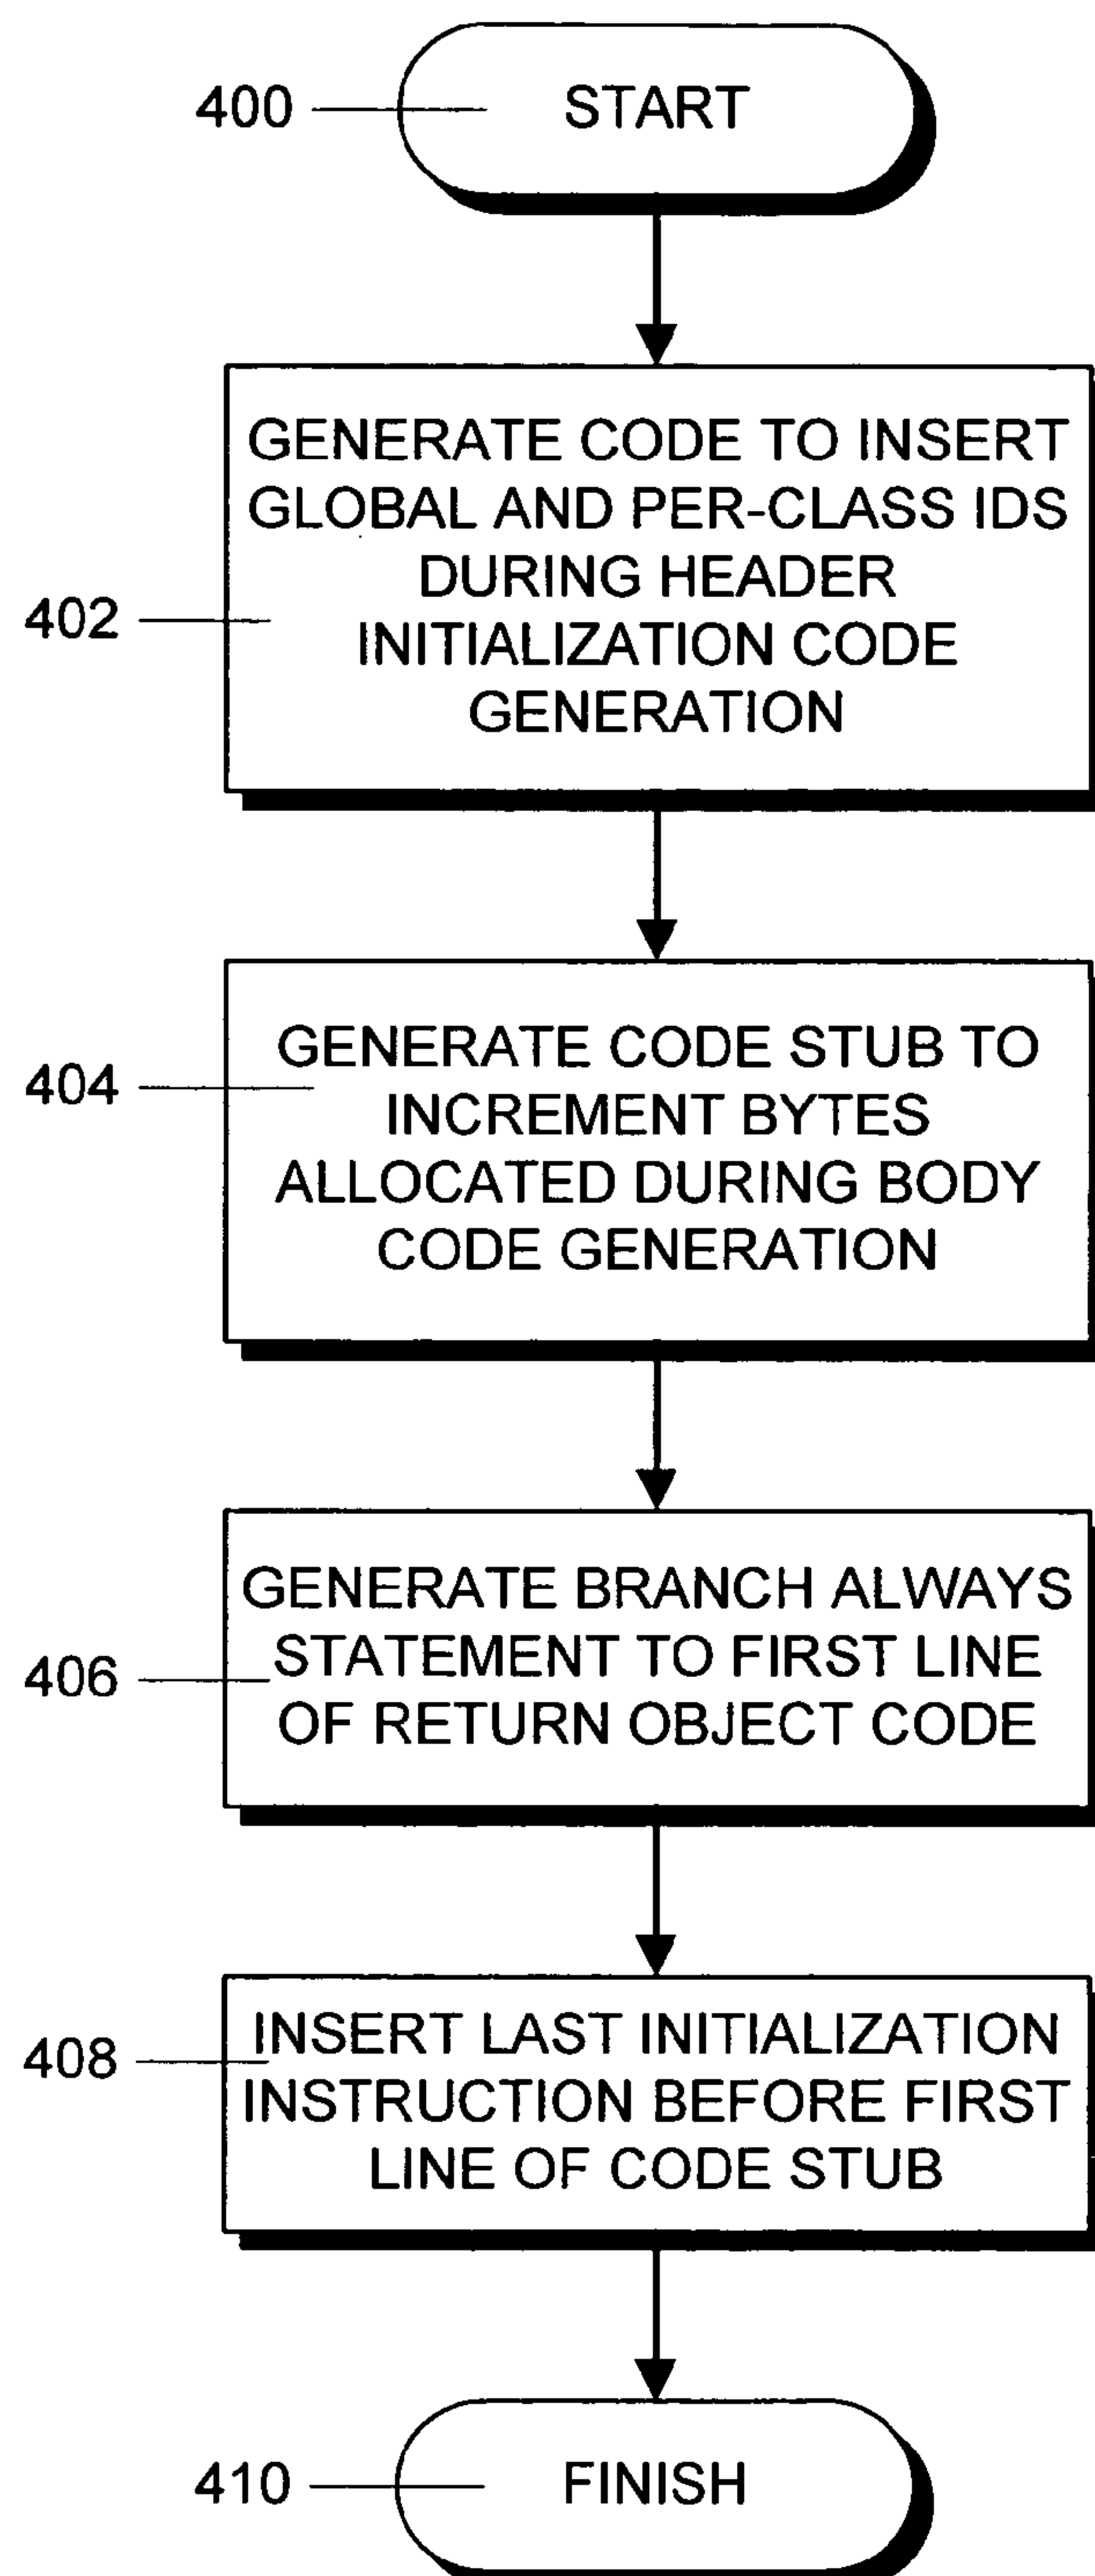 400
START
402
GENERATE CODE TO INSERT
GLOBAL AND PER-CLASS IDS
DURING HEADER
INITIALIZATION CODE
GENERATION
404
GENERATE CODE STUB TO
INCREMENT BYTES
ALLOCATED DURING BODY
CODE GENERATION
406
GENERATE BRANCH ALWAYS
STATEMENT TO FIRST LINE
OF RETURN OBJECT CODE
408
INSERT LAST INITIALIZATION
INSTRUCTION BEFORE FIRST
LINE OF CODE STUB
410
FINISH